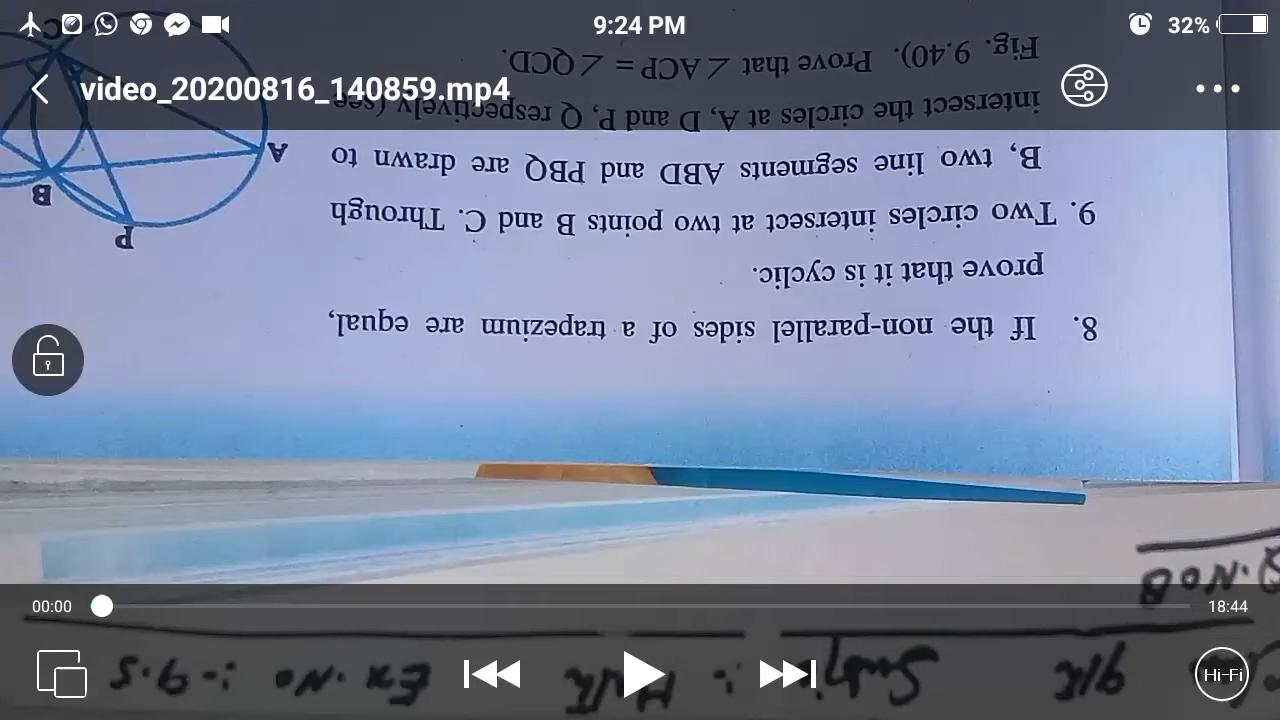 9:24 PM
32%
video_20200816_140859.mp4
8. If the non-parallel sides of a trapezium are equal,
prove that it is cyclic.
9. Two circles intersect at two points B and C. Through
B, two line segments ABD and PBQ are drawn to
intersect the circles at A, D and P, Q respectively (see
Fig. 9.40). Prove that ∠ACP = ∠QCD.
P
B
A
C
Q.No 8
Ex.No :- 9.5
00:00
18:44
Hi-Fi